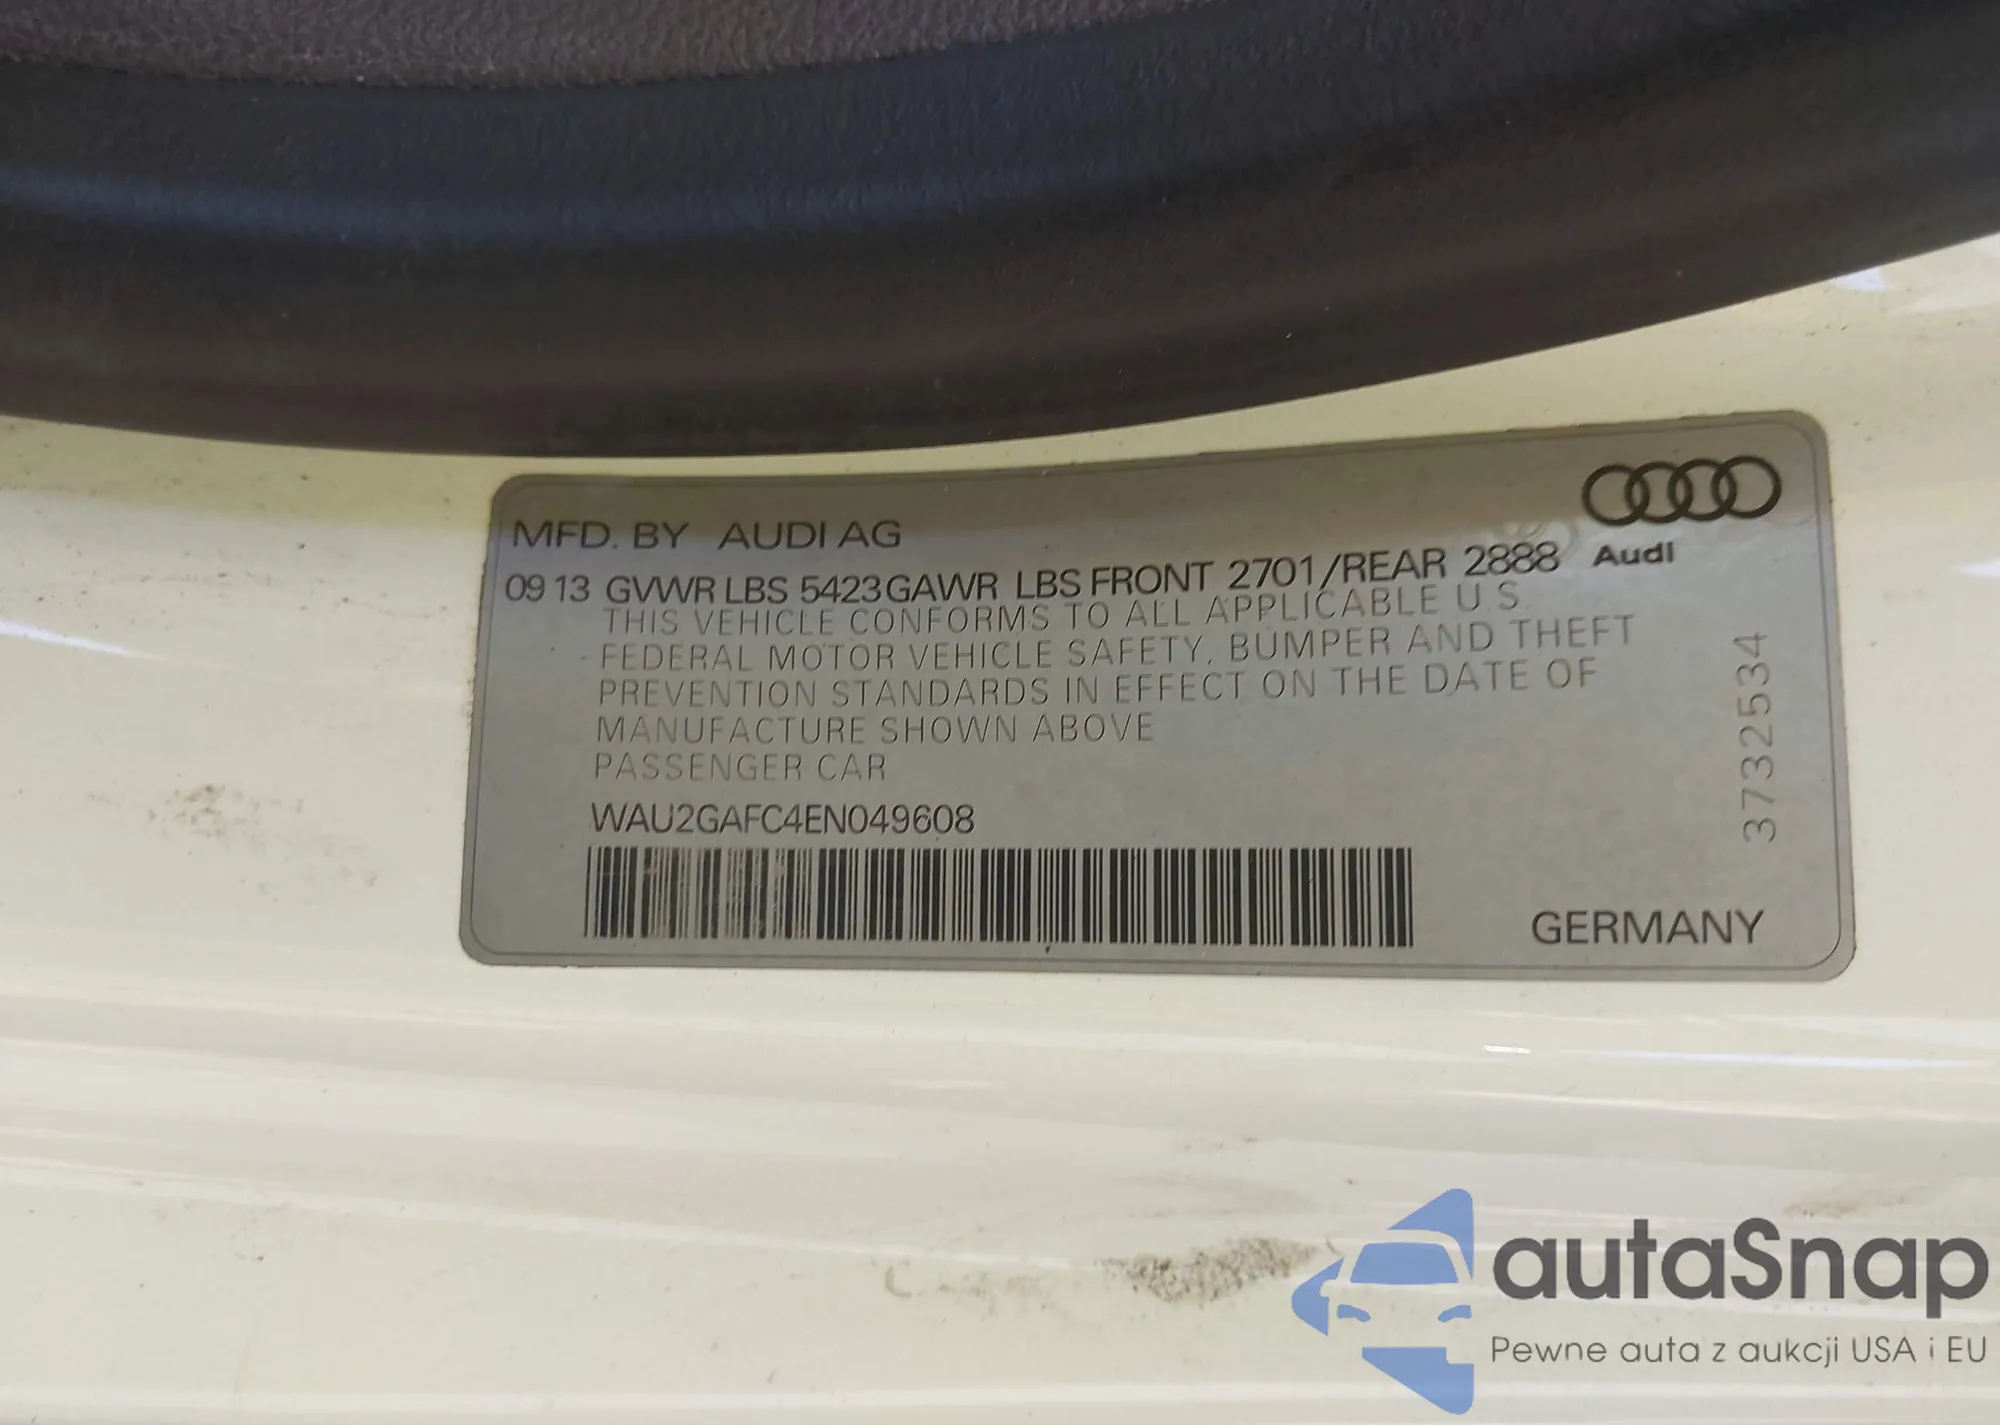 MFD. BY AUDI AG
Audi
09 13 GVWR LBS 5423 GAWR LBS FRONT 2701/REAR 2888
THIS VEHICLE CONFORMS TO ALL APPLICABLE U.S.
FEDERAL MOTOR VEHICLE SAFETY, BUMPER AND THEFT
PREVENTION STANDARDS IN EFFECT ON THE DATE OF
MANUFACTURE SHOWN ABOVE
PASSENGER CAR
WAU2GAFC4EN049608
3732534
GERMANY
autaSnap
Pewne auta z aukcji USA i EU